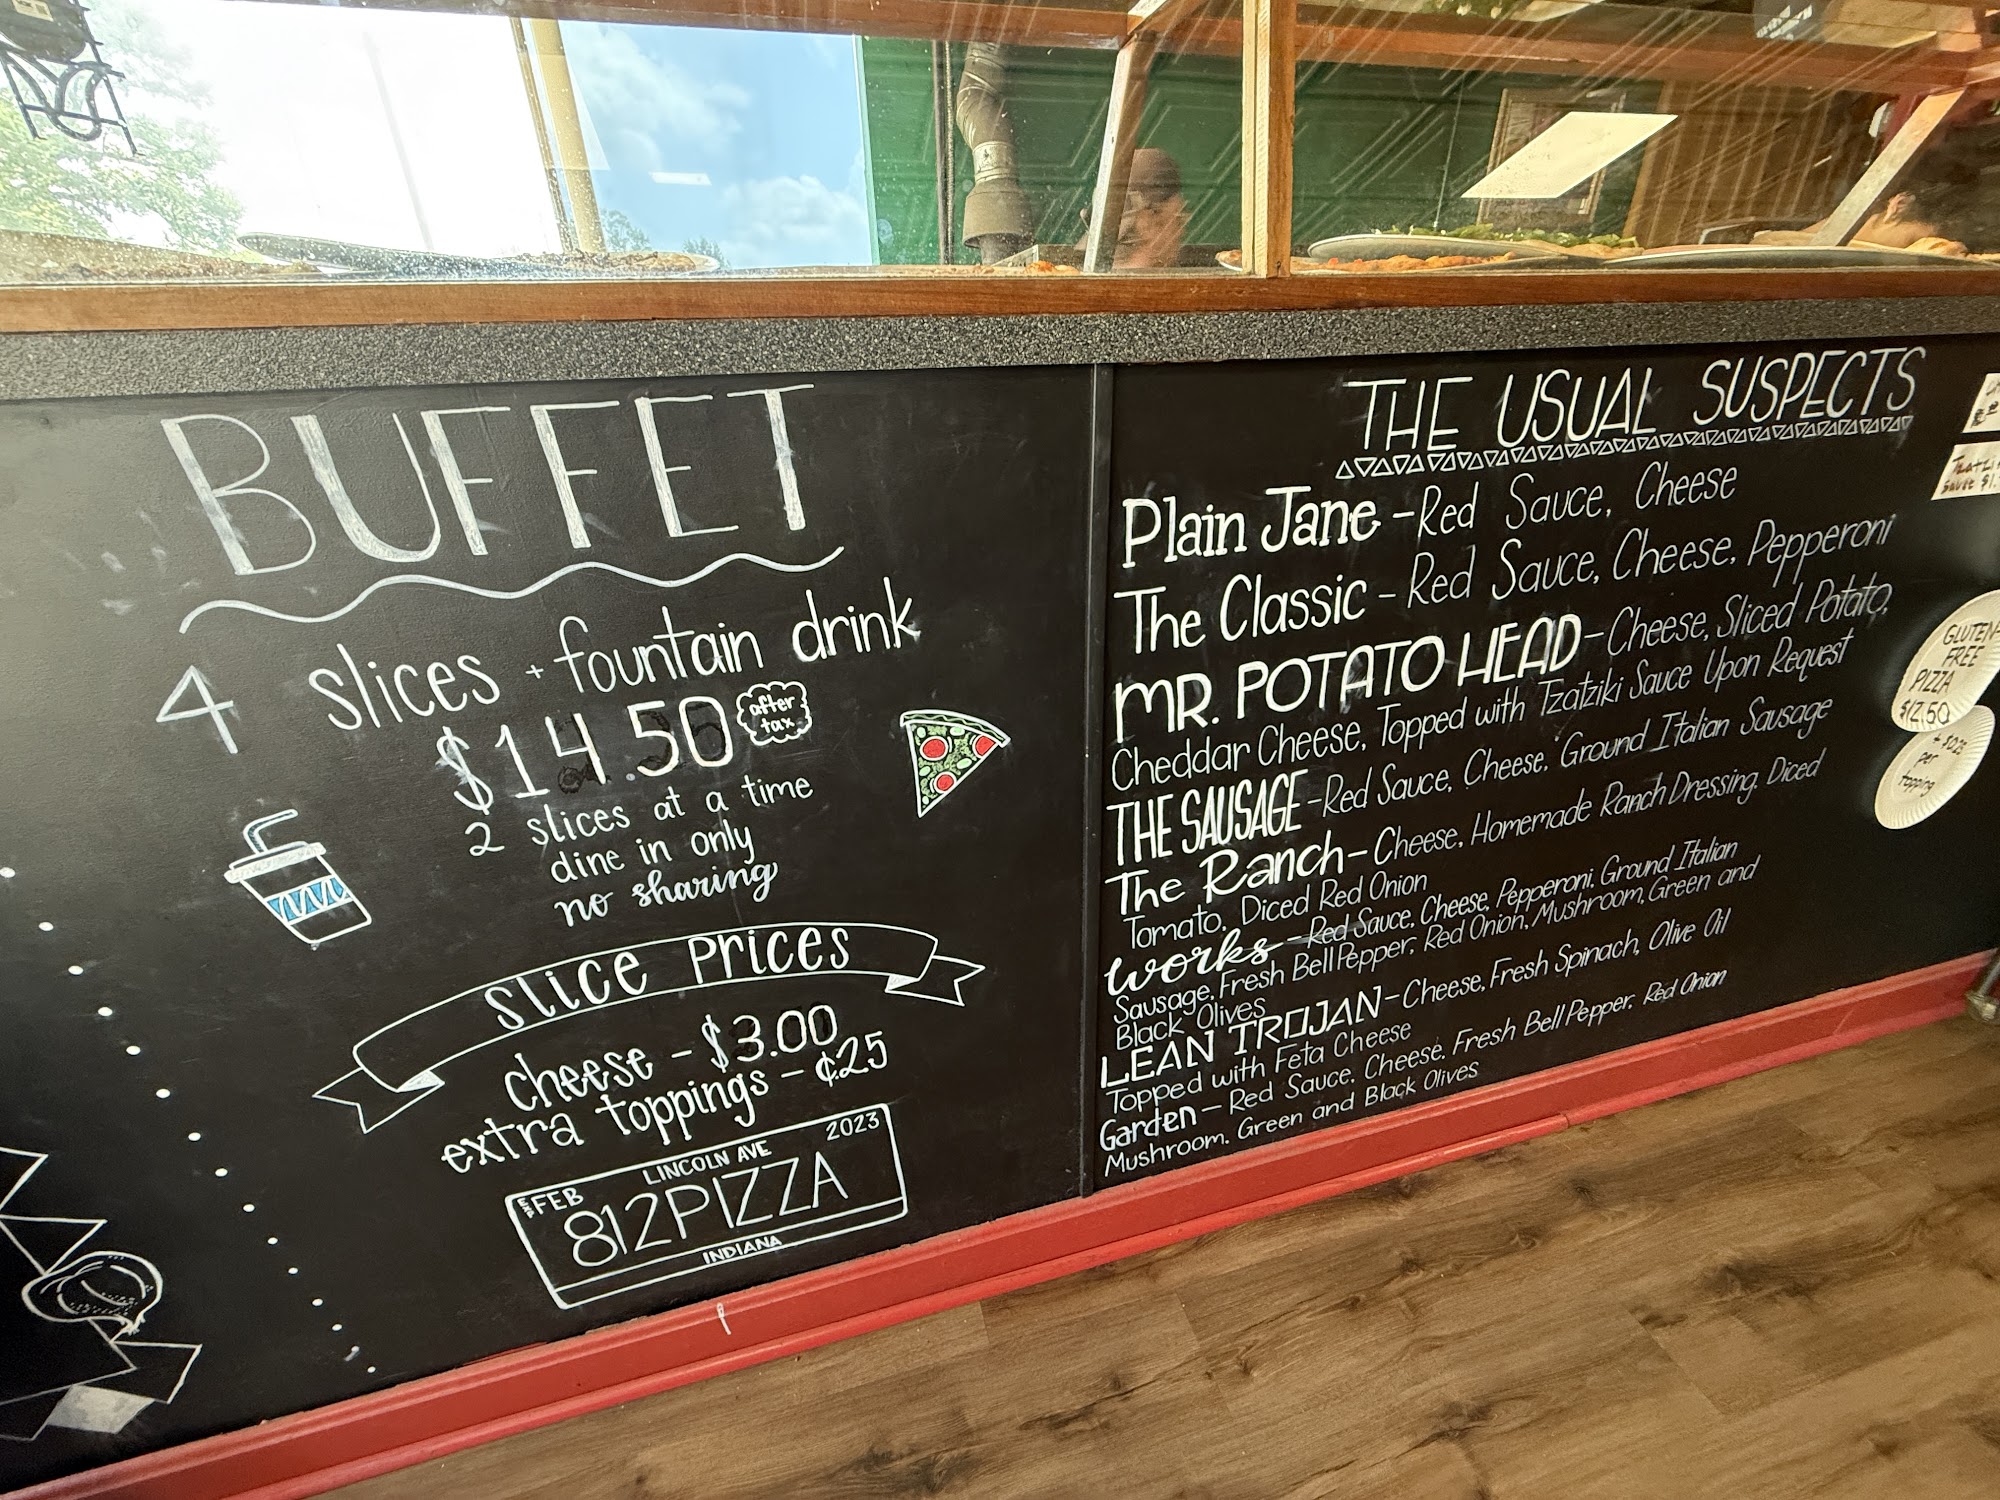 BUFFET
4 slices + fountain drink
$14.50 after tax
2 slices at a time
dine in only
no sharing
slice prices
cheese - $3.00
extra toppings - ¢25
FEB LINCOLN AVE 2023
812PIZZA
INDIANA
THE USUAL SUSPECTS
Plain Jane - Red Sauce, Cheese
The Classic - Red Sauce, Cheese, Pepperoni
MR. POTATO HEAD - Cheese, Sliced Potato,
Cheddar Cheese, Topped with Tzatziki Sauce Upon Request
THE SAUSAGE - Red Sauce, Cheese, Ground Italian Sausage
The Ranch - Cheese, Homemade Ranch Dressing, Diced
Tomato, Diced Red Onion
works - Red Sauce, Cheese, Pepperoni, Ground Italian
Sausage, Fresh Bell Pepper, Red Onion, Mushroom, Green and
Black Olives
LEAN TROJAN - Cheese, Fresh Spinach, Olive Oil
Topped with Feta Cheese
Garden - Red Sauce, Cheese, Fresh Bell Pepper, Red Onion
Mushroom, Green and Black Olives
Sauce
GLUTEN-
FREE
PIZZA
$12.50
per
topping